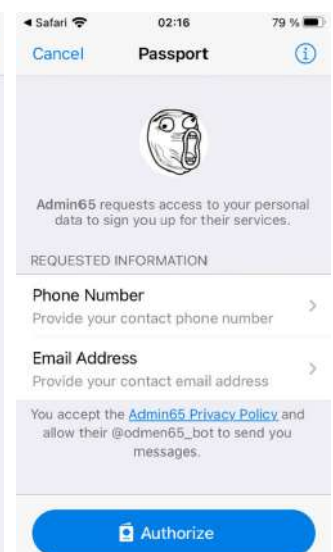 Safari 02:16 79 %
Cancel Passport
Admin65 requests access to your personal
data to sign you up for their services.
REQUESTED INFORMATION
Phone Number
Provide your contact phone number
Email Address
Provide your contact email address
You accept the Admin65 Privacy Policy and
allow their @odmen65_bot to send you
messages.
Authorize